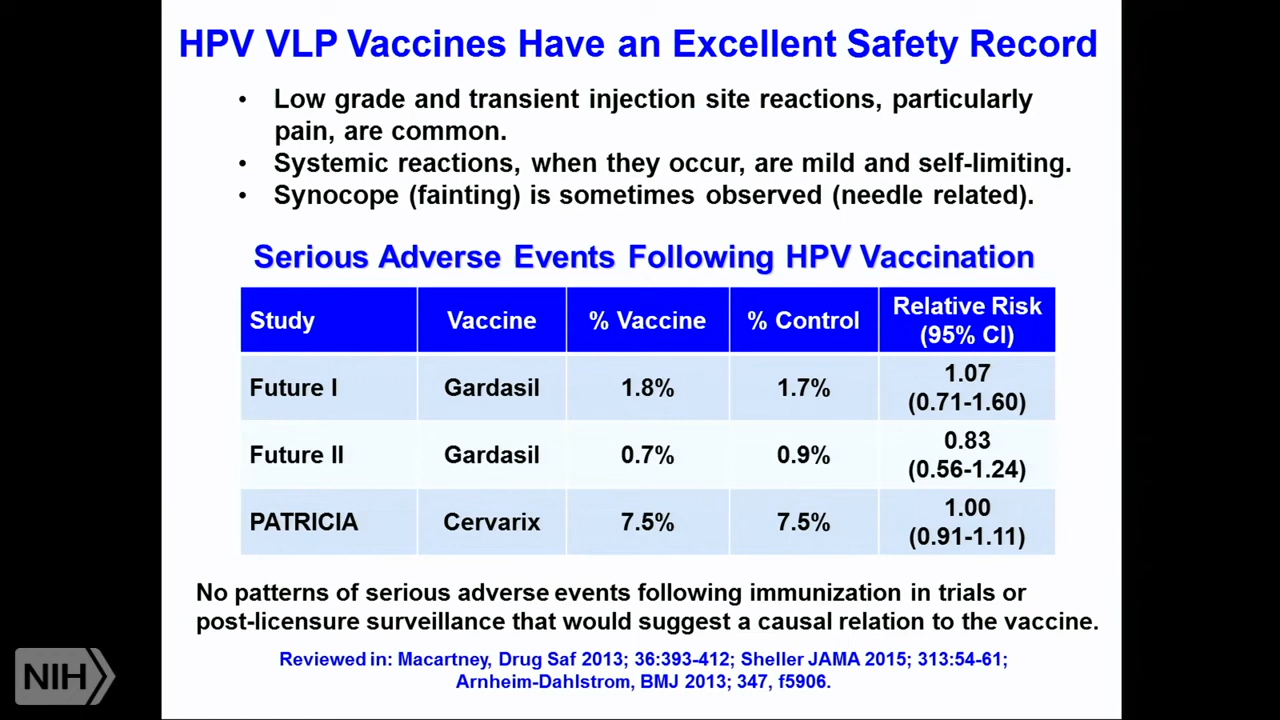 HPV VLP Vaccines Have an Excellent Safety Record
• Low grade and transient injection site reactions, particularly
pain, are common.
• Systemic reactions, when they occur, are mild and self-limiting.
• Synocope (fainting) is sometimes observed (needle related).
Serious Adverse Events Following HPV Vaccination
Study Vaccine % Vaccine % Control Relative Risk (95% CI)
Future I Gardasil 1.8% 1.7% 1.07 (0.71-1.60)
Future II Gardasil 0.7% 0.9% 0.83 (0.56-1.24)
PATRICIA Cervarix 7.5% 7.5% 1.00 (0.91-1.11)
No patterns of serious adverse events following immunization in trials or
post-licensure surveillance that would suggest a causal relation to the vaccine.
Reviewed in: Macartney, Drug Saf 2013; 36:393-412; Sheller JAMA 2015; 313:54-61;
Arnheim-Dahlstrom, BMJ 2013; 347, f5906.
NIH